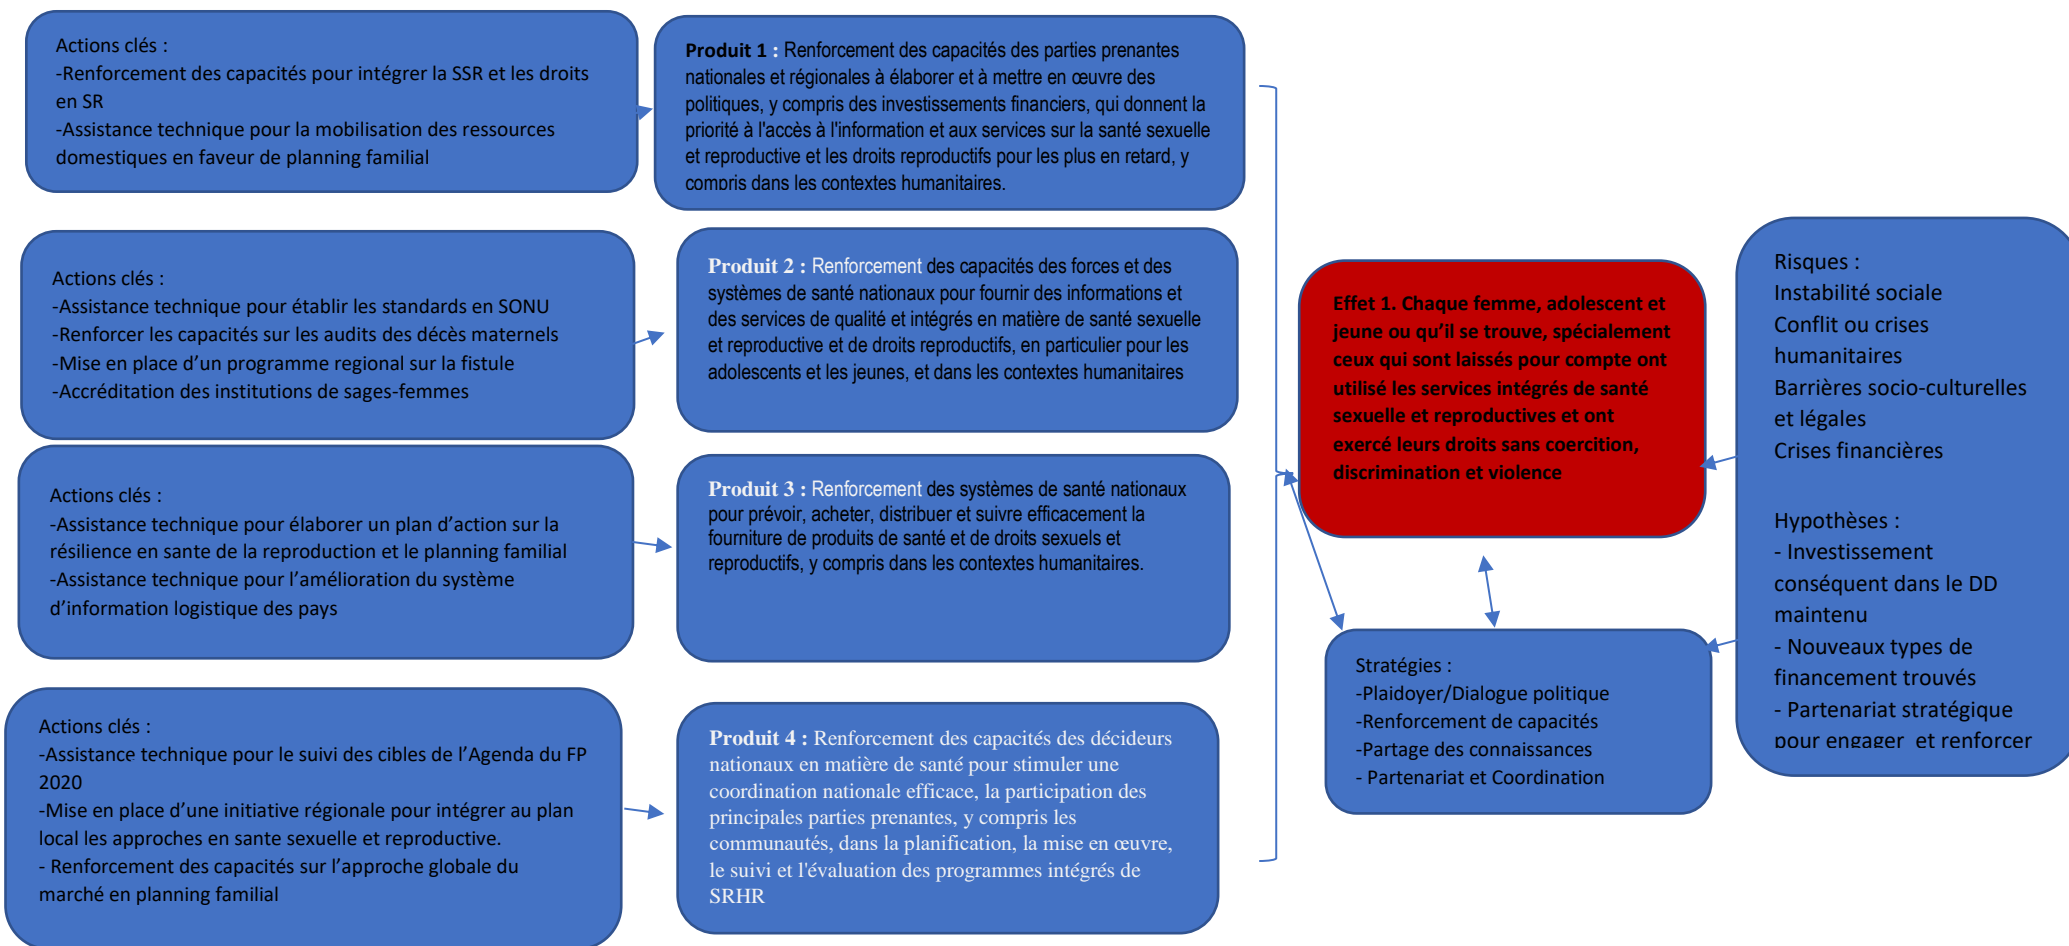 Actions clés :
-Renforcement des capacités pour intégrer la SSR et les droits
en SR
-Assistance technique pour la mobilisation des ressources
domestiques en faveur de planning familial
Produit 1 : Renforcement des capacités des parties prenantes
nationales et régionales à élaborer et à mettre en œuvre des
politiques, y compris des investissements financiers, qui donnent la
priorité à l'accès à l'information et aux services sur la santé sexuelle
et reproductive et les droits reproductifs pour les plus en retard, y
compris dans les contextes humanitaires.
Actions clés :
-Assistance technique pour établir les standards en SONU
-Renforcer les capacités sur les audits des décès maternels
-Mise en place d’un programme regional sur la fistule
-Accréditation des institutions de sages-femmes
Produit 2 : Renforcement des capacités des forces et des
systèmes de santé nationaux pour fournir des informations et
des services de qualité et intégrés en matière de santé sexuelle
et reproductive et de droits reproductifs, en particulier pour les
adolescents et les jeunes, et dans les contextes humanitaires
Actions clés :
-Assistance technique pour élaborer un plan d’action sur la
résilience en sante de la reproduction et le planning familial
-Assistance technique pour l’amélioration du système
d’information logistique des pays
Produit 3 : Renforcement des systèmes de santé nationaux
pour prévoir, acheter, distribuer et suivre efficacement la
fourniture de produits de santé et de droits sexuels et
reproductifs, y compris dans les contextes humanitaires.
Actions clés :
-Assistance technique pour le suivi des cibles de l’Agenda du FP
2020
-Mise en place d’une initiative régionale pour intégrer au plan
local les approches en sante sexuelle et reproductive.
- Renforcement des capacités sur l’approche globale du
marché en planning familial
Produit 4 : Renforcement des capacités des décideurs
nationaux en matière de santé pour stimuler une
coordination nationale efficace, la participation des
principales parties prenantes, y compris les
communautés, dans la planification, la mise en œuvre,
le suivi et l'évaluation des programmes intégrés de
SRHR
Effet 1. Chaque femme, adolescent et
jeune ou qu’il se trouve, spécialement
ceux qui sont laissés pour compte ont
utilisé les services intégrés de santé
sexuelle et reproductives et ont
exercé leurs droits sans coercition,
discrimination et violence
Stratégies :
-Plaidoyer/Dialogue politique
-Renforcement de capacités
-Partage des connaissances
- Partenariat et Coordination
Risques :
Instabilité sociale
Conflit ou crises
humanitaires
Barrières socio-culturelles
et légales
Crises financières
Hypothèses :
- Investissement
conséquent dans le DD
maintenu
- Nouveaux types de
financement trouvés
- Partenariat stratégique
pour engager et renforcer